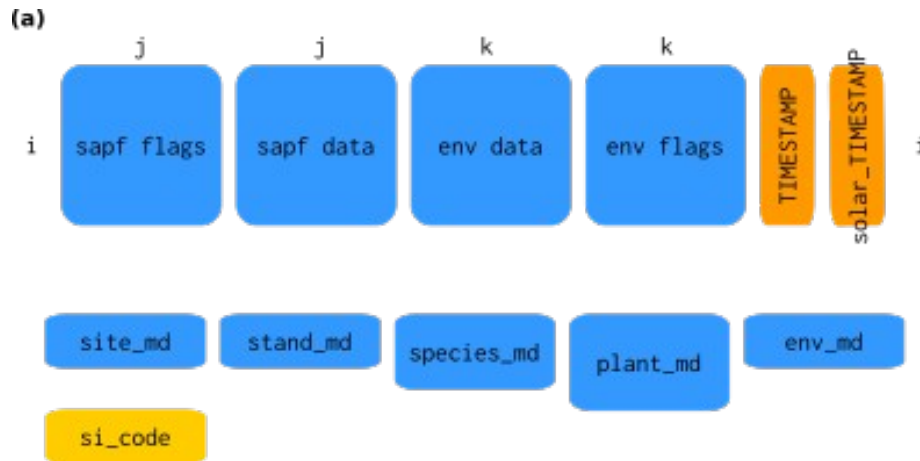 (a)
j j k k
i sapf flags sapf data env data env flags TIMESTAMP solar_TIMESTAMP i
site_md stand_md species_md plant_md env_md
si_code